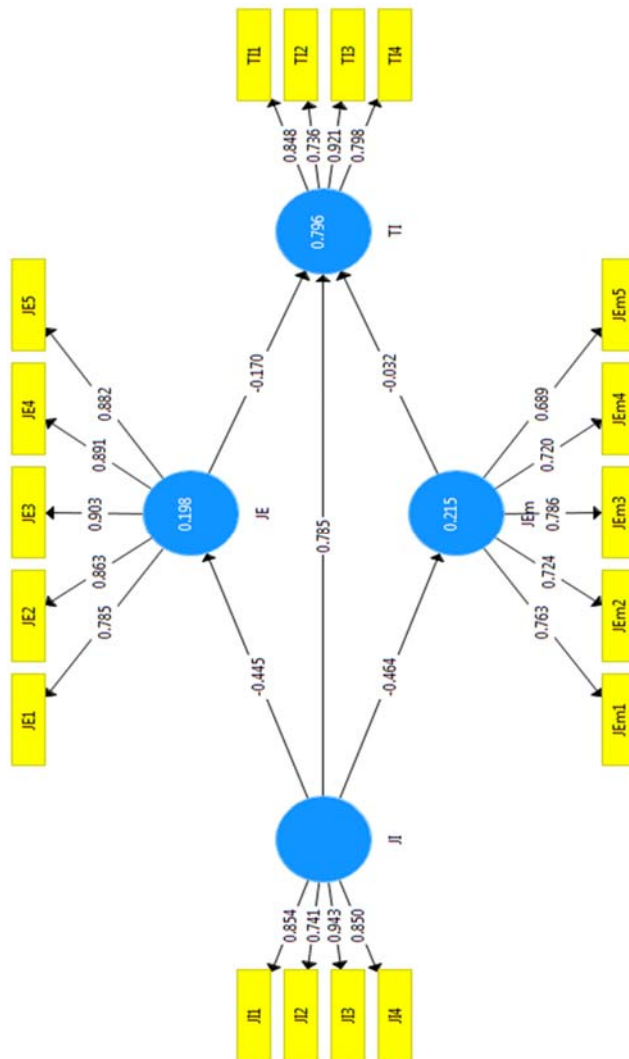 JE1
JE2
JE3
JE4
JE5
0.785
0.863
0.903
0.891
0.882
0.198
JE
JI1
JI2
JI3
JI4
0.854
0.741
0.943
0.850
JI
-0.445
-0.170
0.785
-0.464
-0.032
0.796
TI
0.848
0.736
0.921
0.798
TI1
TI2
TI3
TI4
0.215
JEm
0.763
0.724
0.786
0.720
0.689
JEm1
JEm2
JEm3
JEm4
JEm5